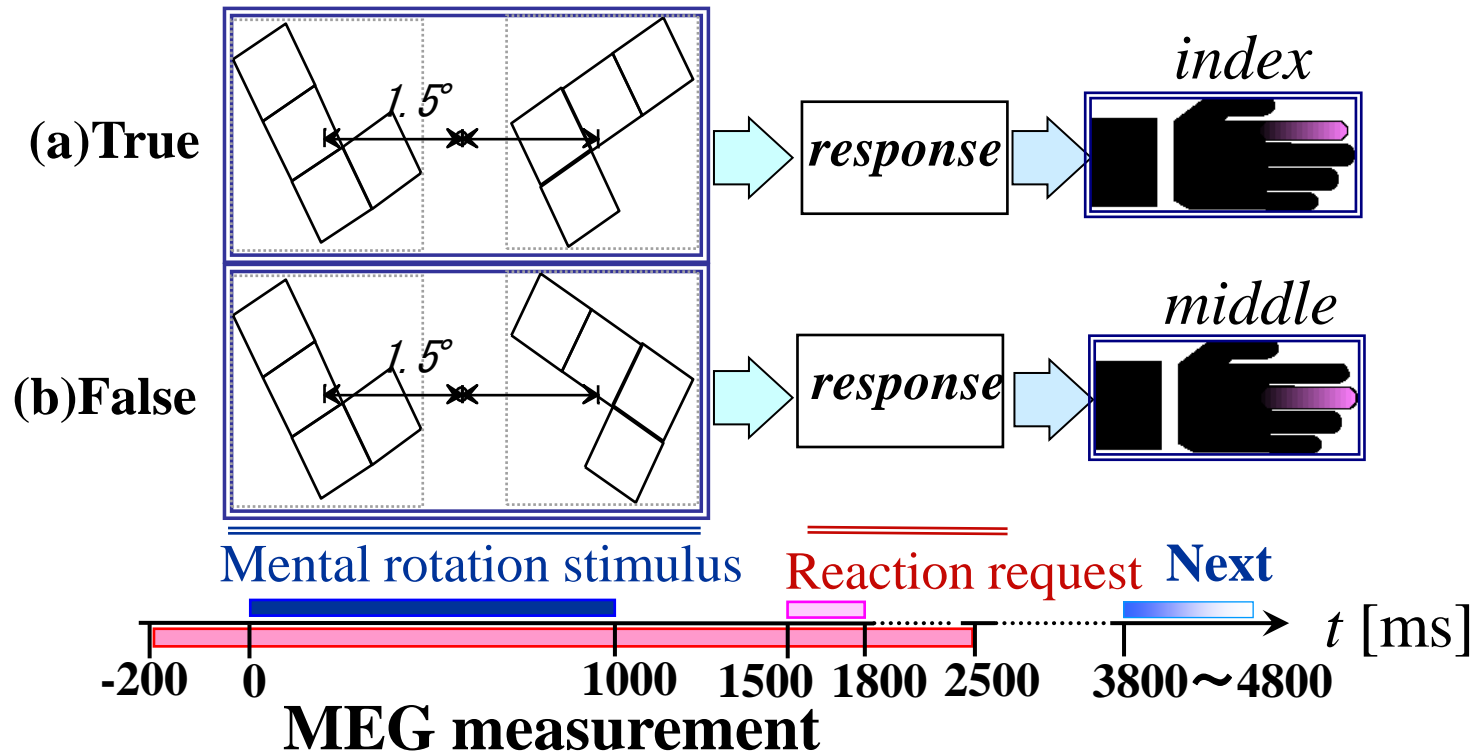 index
1.5°
(a)True
response
middle
1.5°
(b)False
response
Mental rotation stimulus
Reaction request
Next
t [ms]
-200 0 1000 1500 1800 2500 3800～4800
MEG measurement